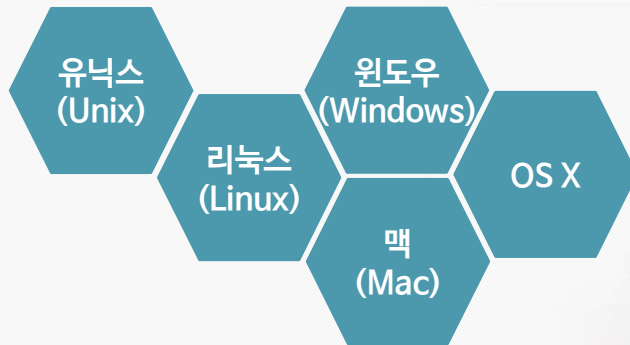 유닉스
(Unix)
리눅스
(Linux)
윈도우
(Windows)
맥
(Mac)
OS X